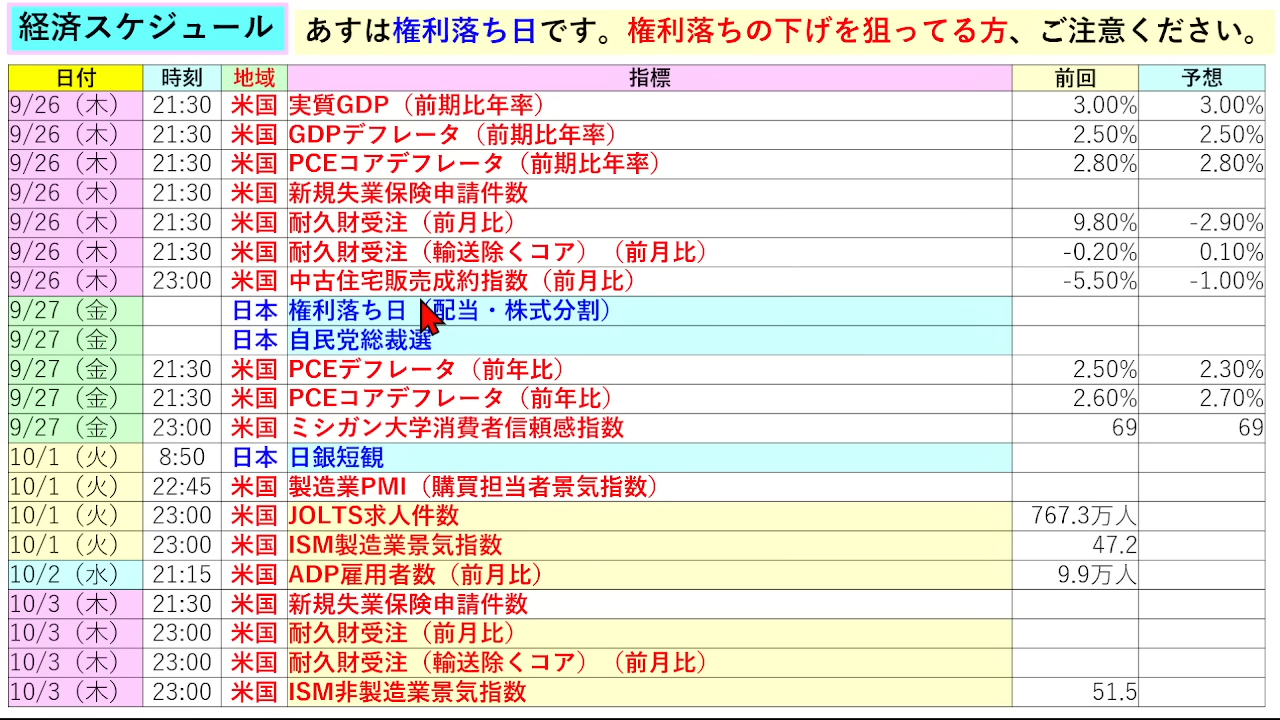 経済スケジュール
あすは権利落ち日です。権利落ちの下げを狙ってる方、ご注意ください。
日付 時刻 地域 指標 前回 予想
9/26（木） 21:30 米国 実質GDP（前期比年率） 3.00% 3.00%
9/26（木） 21:30 米国 GDPデフレータ（前期比年率） 2.50% 2.50%
9/26（木） 21:30 米国 PCEコアデフレータ（前期比年率） 2.80% 2.80%
9/26（木） 21:30 米国 新規失業保険申請件数
9/26（木） 21:30 米国 耐久財受注（前月比） 9.80% -2.90%
9/26（木） 21:30 米国 耐久財受注（輸送除くコア）（前月比） -0.20% 0.10%
9/26（木） 23:00 米国 中古住宅販売成約指数（前月比） -5.50% -1.00%
9/27（金） 日本 権利落ち日（配当・株式分割）
9/27（金） 日本 自民党総裁選
9/27（金） 21:30 米国 PCEデフレータ（前年比） 2.50% 2.30%
9/27（金） 21:30 米国 PCEコアデフレータ（前年比） 2.60% 2.70%
9/27（金） 23:00 米国 ミシガン大学消費者信頼感指数 69 69
10/1（火） 8:50 日本 日銀短観
10/1（火） 22:45 米国 製造業PMI（購買担当者景気指数）
10/1（火） 23:00 米国 JOLTS求人件数 767.3万人
10/1（火） 23:00 米国 ISM製造業景気指数 47.2
10/2（水） 21:15 米国 ADP雇用者数（前月比） 9.9万人
10/3（木） 21:30 米国 新規失業保険申請件数
10/3（木） 23:00 米国 耐久財受注（前月比）
10/3（木） 23:00 米国 耐久財受注（輸送除くコア）（前月比）
10/3（木） 23:00 米国 ISM非製造業景気指数 51.5